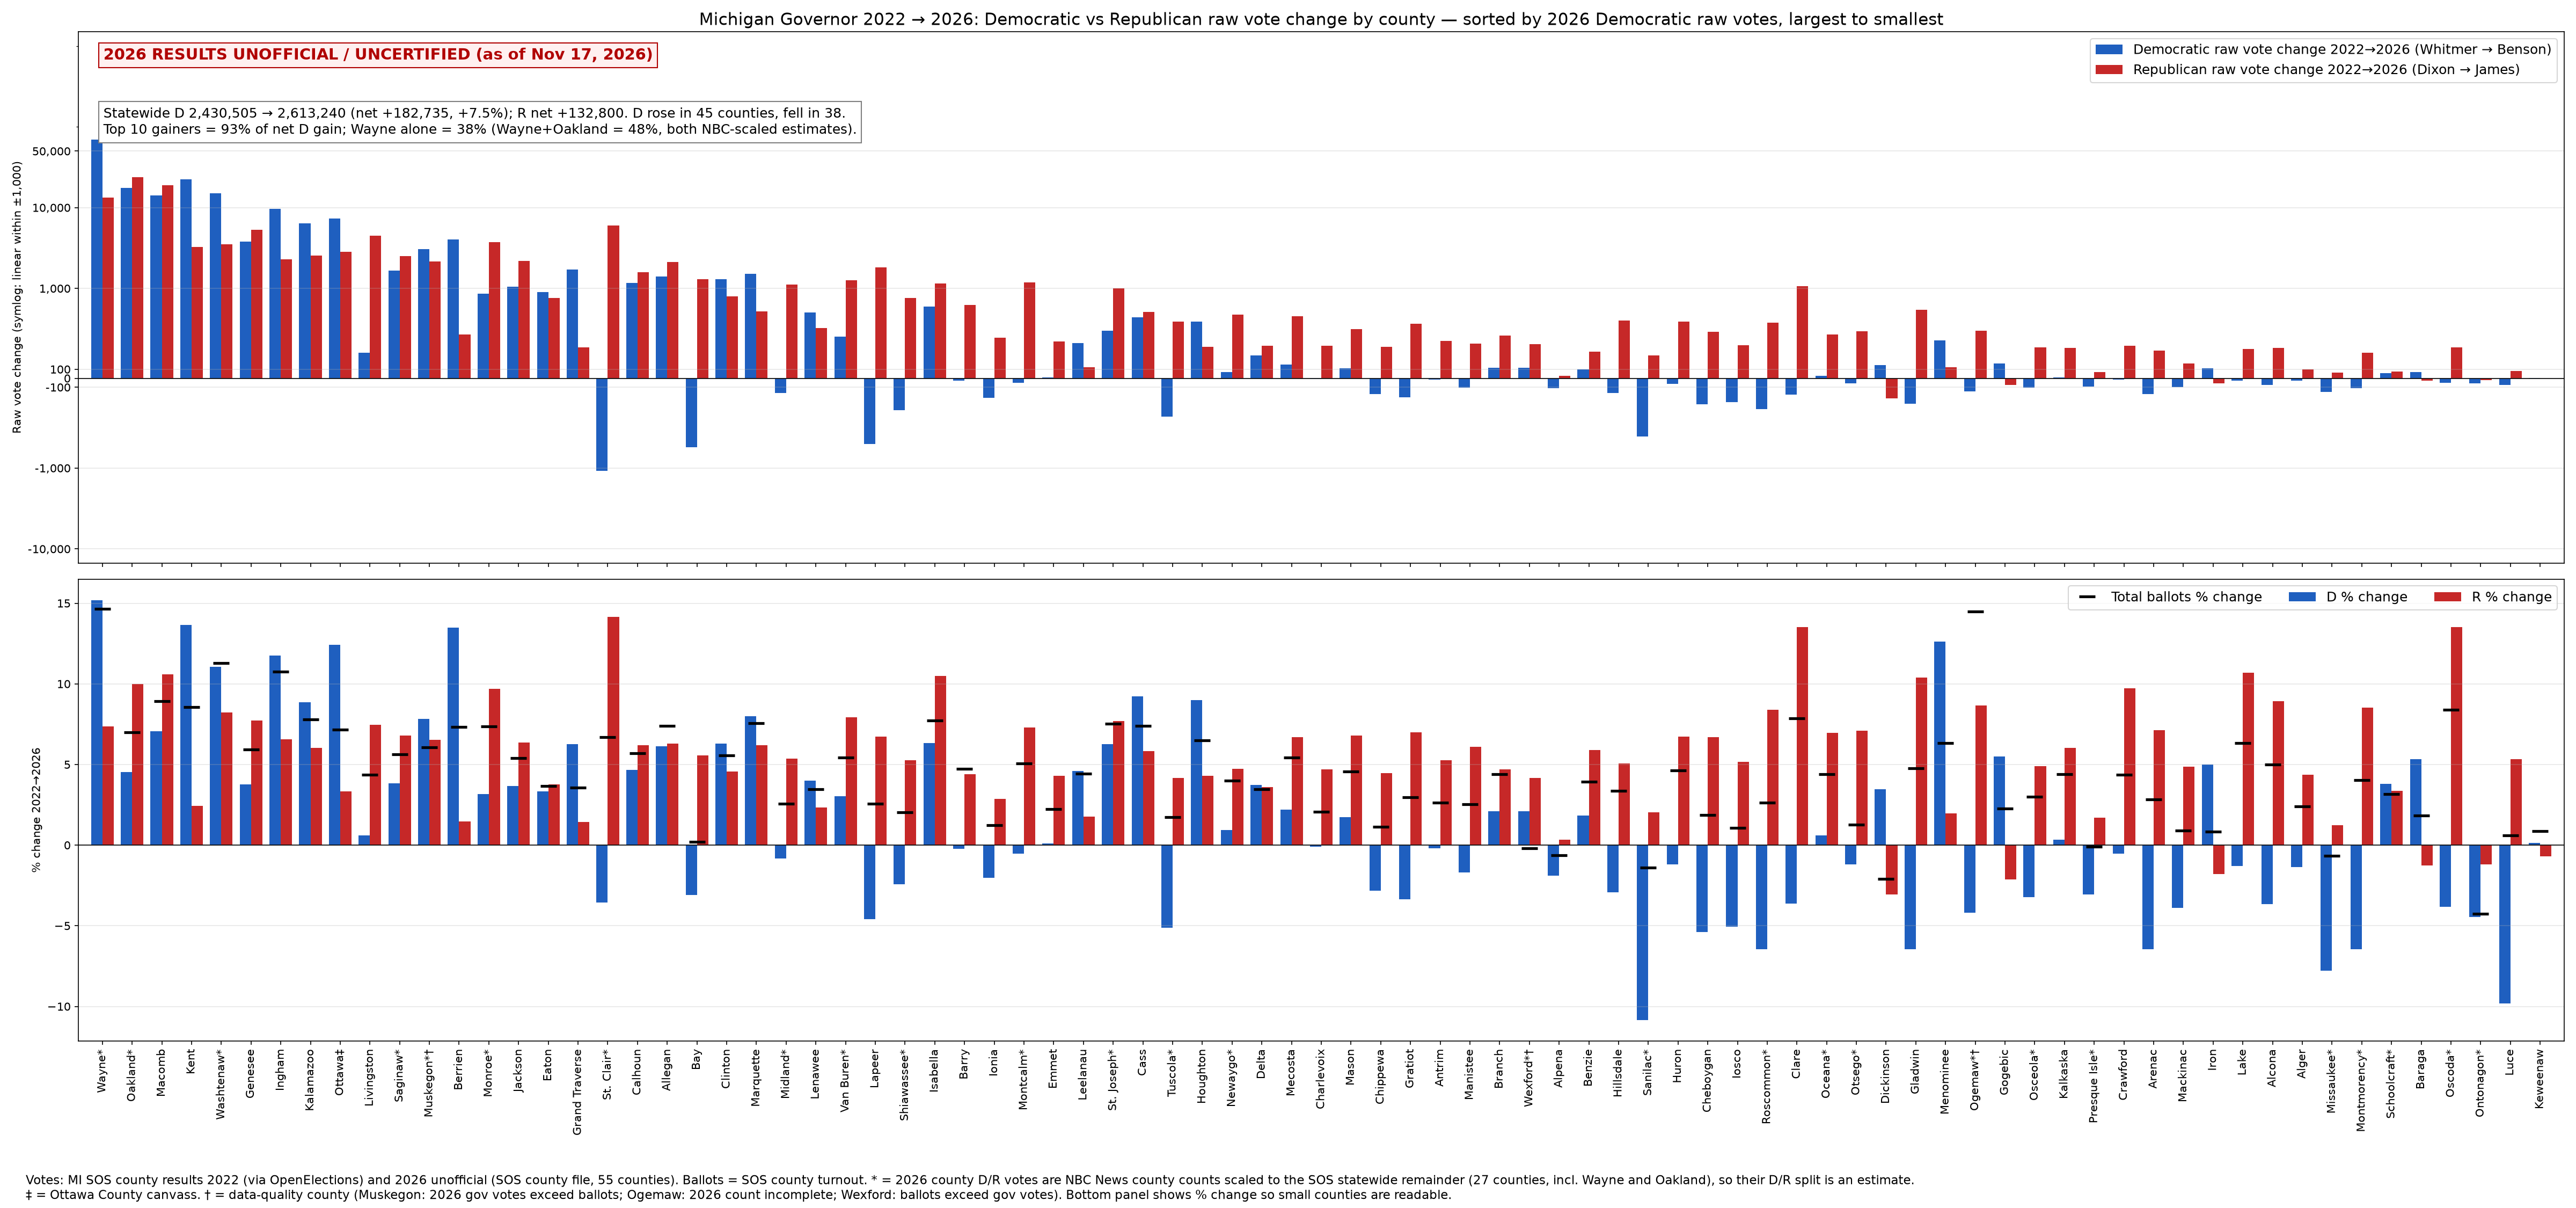 Michigan Governor 2022 → 2026: Democratic vs Republican raw vote change by county — sorted by 2026 Democratic raw votes, largest to smallest
2026 RESULTS UNOFFICIAL / UNCERTIFIED (as of Nov 17, 2026)
Democratic raw vote change 2022→2026 (Whitmer → Benson)
Republican raw vote change 2022→2026 (Dixon → James)
Statewide D 2,430,505 → 2,613,240 (net +182,735, +7.5%); R net +132,800. D rose in 45 counties, fell in 38.
Top 10 gainers = 93% of net D gain; Wayne alone = 38% (Wayne+Oakland = 48%, both NBC-scaled estimates).
Raw vote change (symlog: linear within ±1,000)
50,000
10,000
1,000
100
0
-100
-1,000
-10,000
Total ballots % change
D % change
R % change
% change 2022→2026
15
10
5
0
−5
−10
Wayne*
Oakland*
Macomb
Kent
Washtenaw*
Genesee
Ingham
Kalamazoo
Ottawa‡
Livingston
Saginaw*
Muskegon*†
Berrien
Monroe*
Jackson
Eaton
Grand Traverse
St. Clair*
Calhoun
Allegan
Bay
Clinton
Marquette
Midland*
Lenawee
Van Buren*
Lapeer
Shiawassee*
Isabella
Barry
Ionia
Montcalm*
Emmet
Leelanau
St. Joseph*
Cass
Tuscola*
Houghton
Newaygo*
Delta
Mecosta
Charlevoix
Mason
Chippewa
Gratiot
Antrim
Manistee
Branch
Wexford*†
Alpena
Benzie
Hillsdale
Sanilac*
Huron
Cheboygan
Iosco
Roscommon*
Clare
Oceana*
Otsego*
Dickinson
Gladwin
Menominee
Ogemaw*†
Gogebic
Osceola*
Kalkaska
Presque Isle*
Crawford
Arenac
Mackinac
Iron
Lake
Alcona
Alger
Missaukee*
Montmorency*
Schoolcraft*
Baraga
Oscoda*
Ontonagon*
Luce
Keweenaw
Votes: MI SOS county results 2022 (via OpenElections) and 2026 unofficial (SOS county file, 55 counties). Ballots = SOS county turnout. * = 2026 county D/R votes are NBC News county counts scaled to the SOS statewide remainder (27 counties, incl. Wayne and Oakland), so their D/R split is an estimate.
‡ = Ottawa County canvass. † = data-quality county (Muskegon: 2026 gov votes exceed ballots; Ogemaw: 2026 count incomplete; Wexford: ballots exceed gov votes). Bottom panel shows % change so small counties are readable.